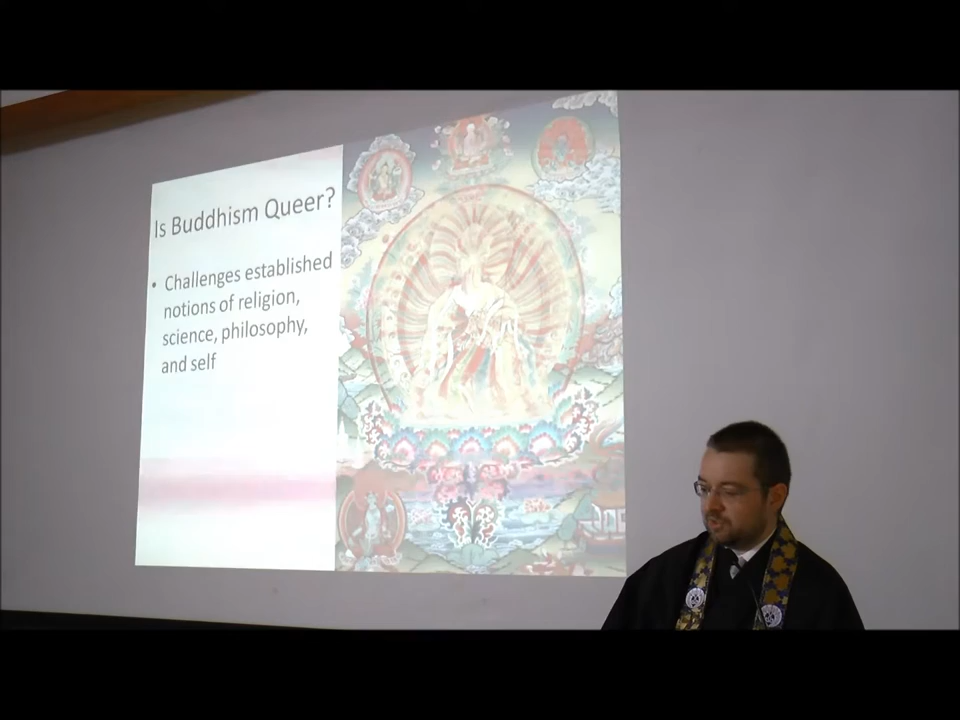 Is Buddhism Queer?
• Challenges established
notions of religion,
science, philosophy,
and self